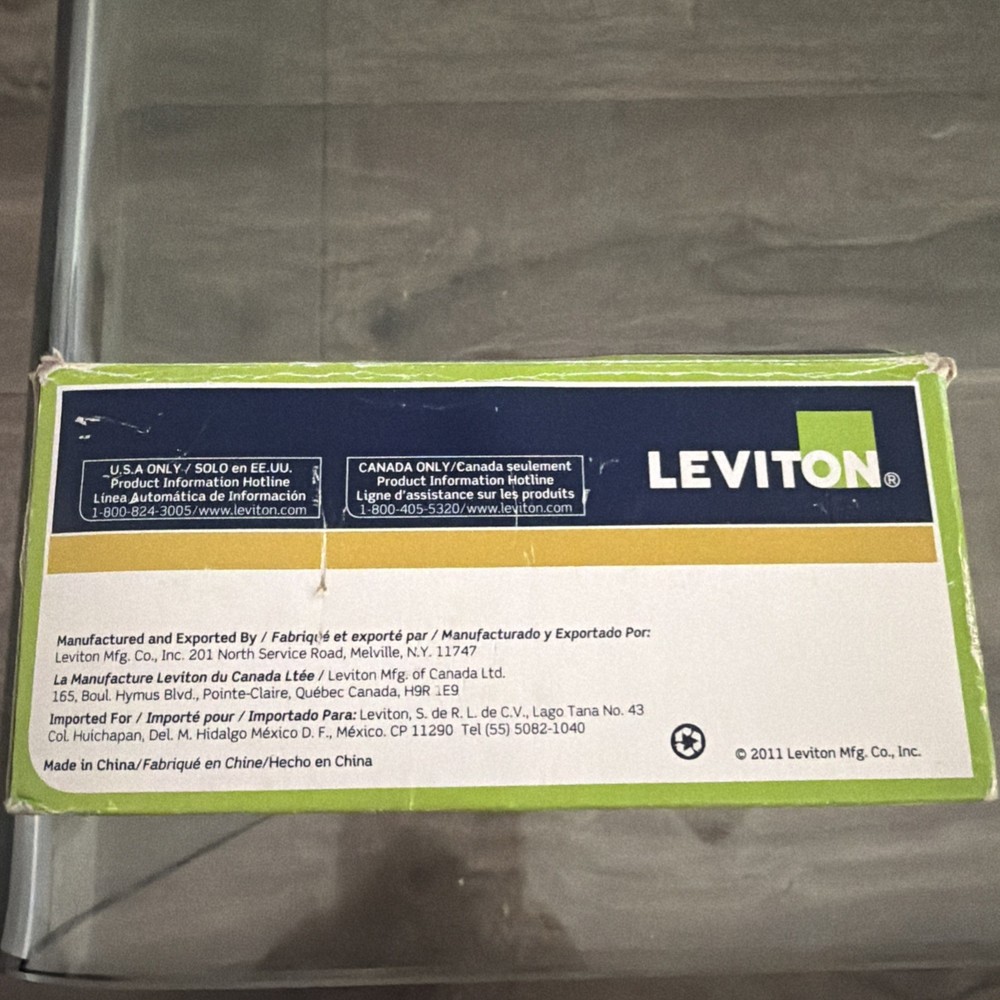 U.S.A ONLY / SOLO en EE.UU.
Product Information Hotline
Línea Automática de Información
1-800-824-3005/www.leviton.com
CANADA ONLY/Canada seulement
Product Information Hotline
Ligne d'assistance sur les produits
1-800-405-5320/www.leviton.com
LEVITON®
Manufactured and Exported By / Fabriqué et exporté par / Manufacturado y Exportado Por:
Leviton Mfg. Co., Inc. 201 North Service Road, Melville, N.Y. 11747
La Manufacture Leviton du Canada Ltée / Leviton Mfg. of Canada Ltd.
165, Boul. Hymus Blvd., Pointe-Claire, Québec Canada, H9R 1E9
Imported For / Importé pour / Importado Para: Leviton, S. de R. L. de C.V., Lago Tana No. 43
Col. Huichapan, Del. M. Hidalgo México D. F., México. CP 11290 Tel (55) 5082-1040
Made in China/Fabriqué en Chine/Hecho en China
© 2011 Leviton Mfg. Co., Inc.